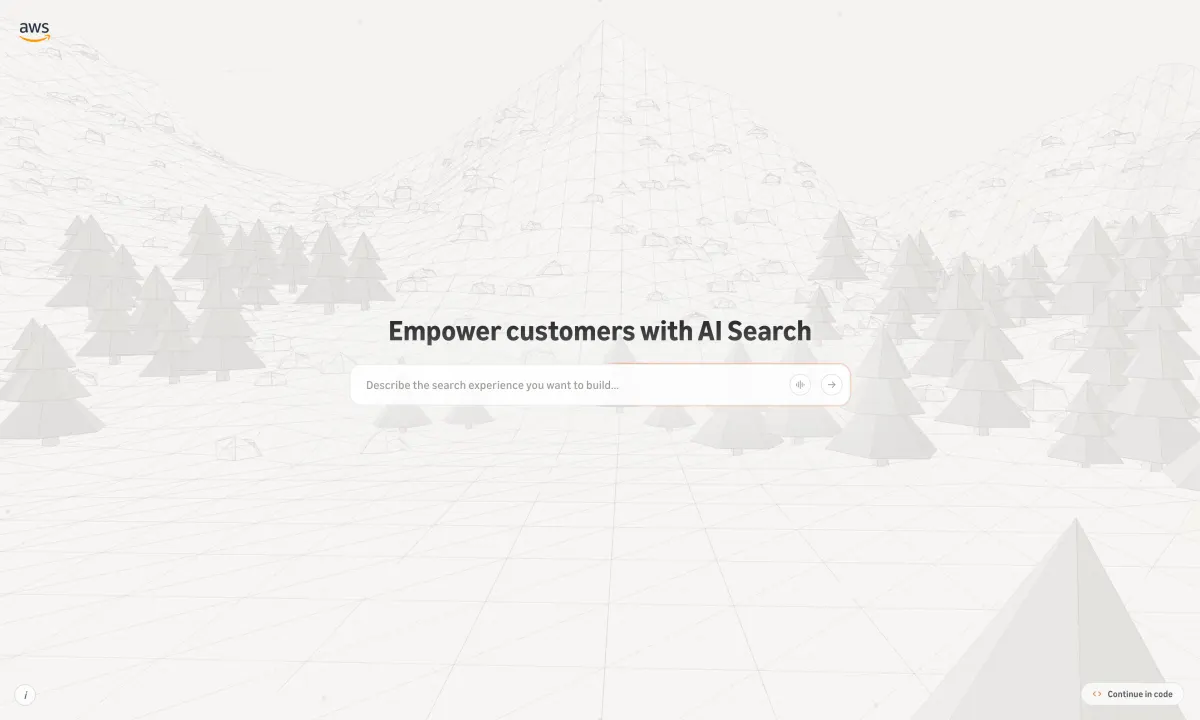 aws
Empower customers with AI Search
Describe the search experience you want to build...
i
Continue in code